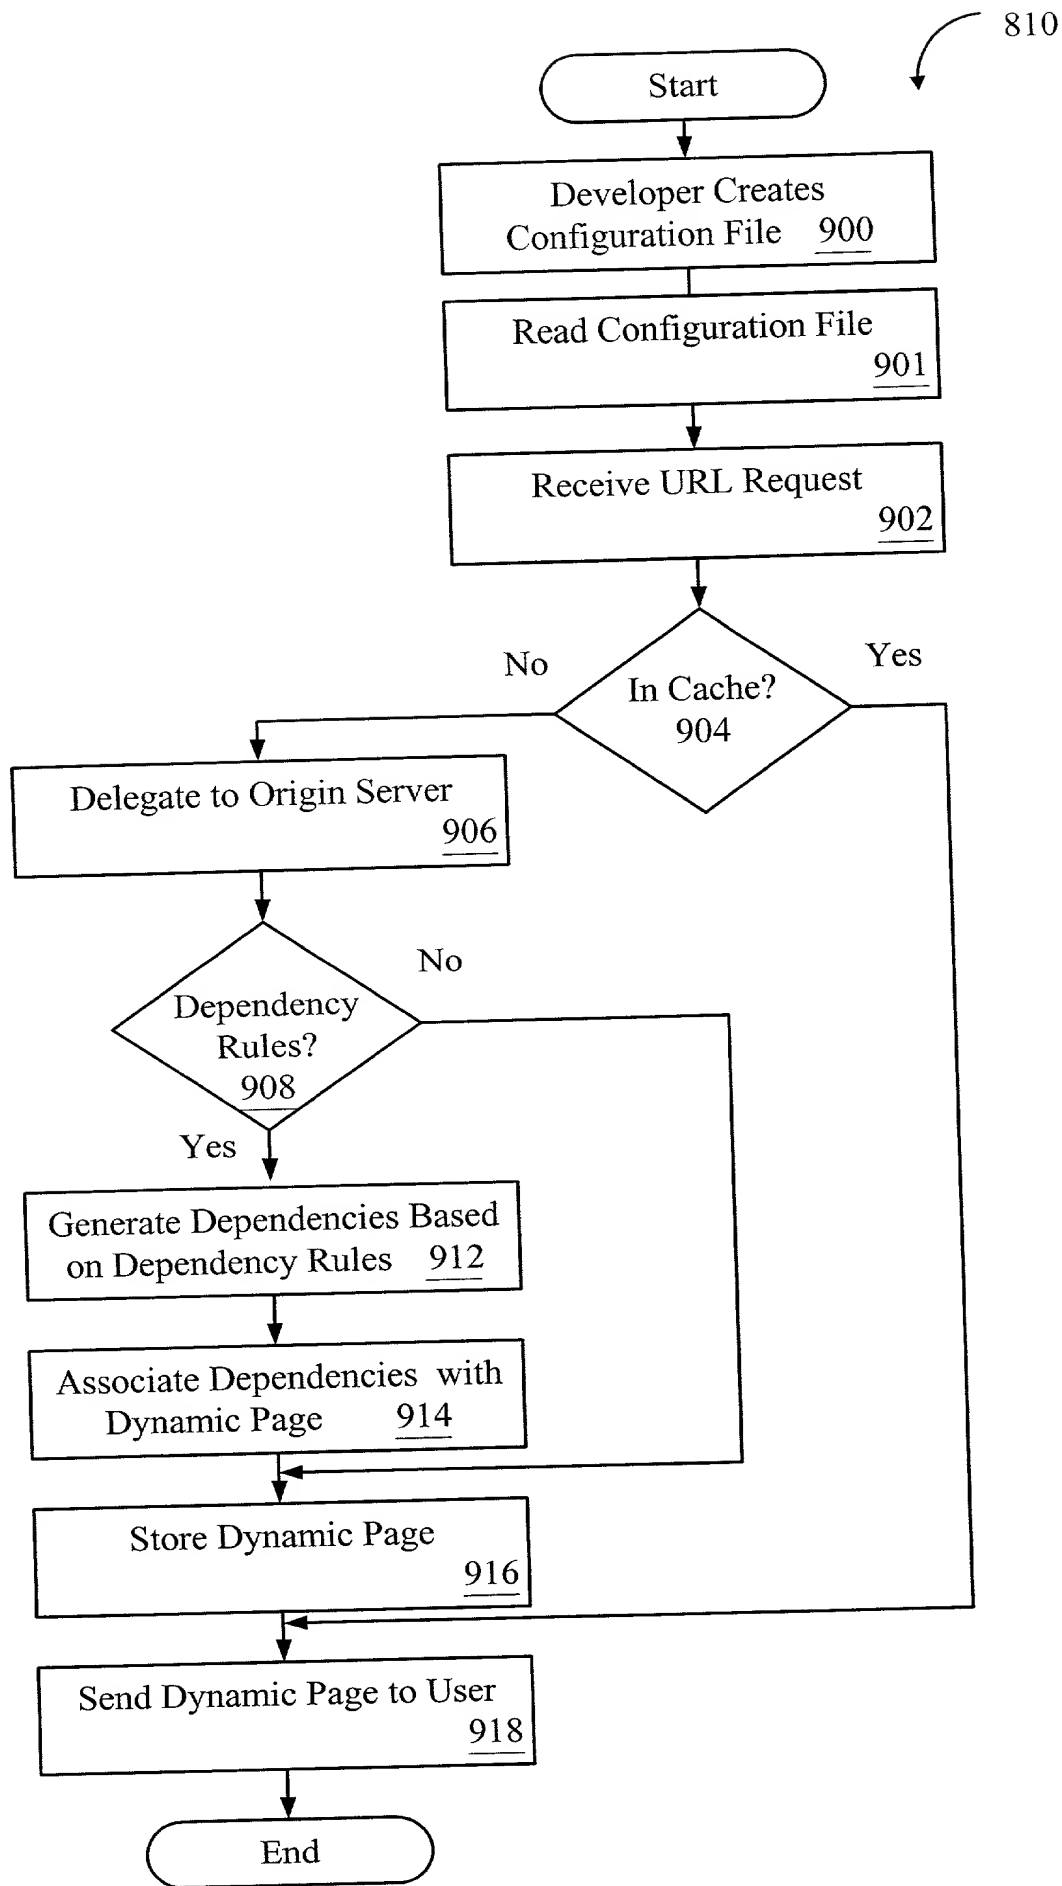 810
Start
Developer Creates
Configuration File 900
Read Configuration File
901
Receive URL Request
902
No
Yes
In Cache?
904
Delegate to Origin Server
906
No
Dependency
Rules?
908
Yes
Generate Dependencies Based
on Dependency Rules 912
Associate Dependencies with
Dynamic Page 914
Store Dynamic Page
916
Send Dynamic Page to User
918
End